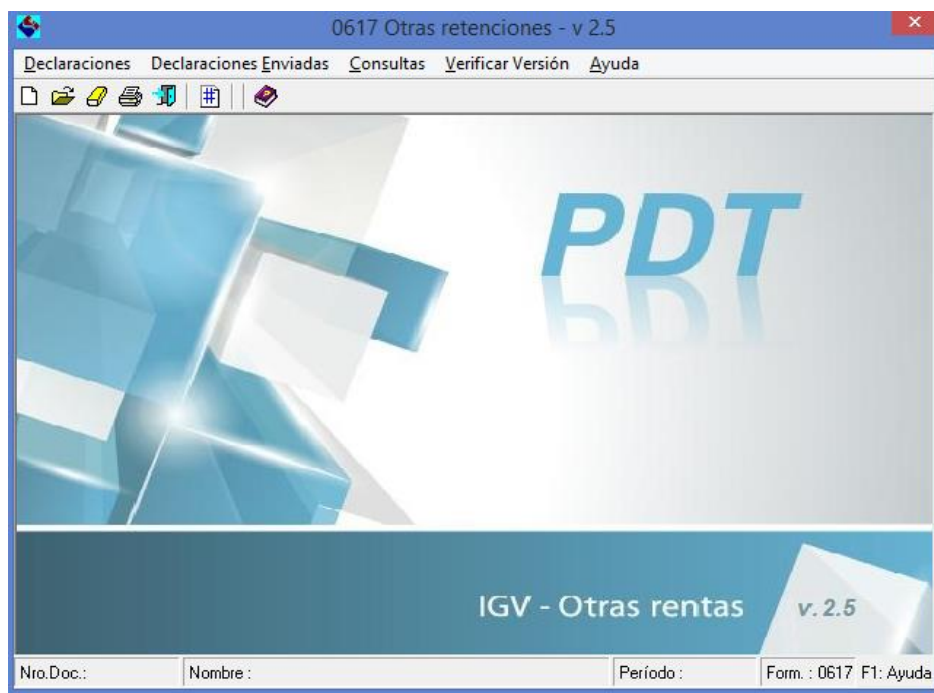 0617 Otras retenciones - v 2.5
Declaraciones Declaraciones Enviadas Consultas Verificar Versión Ayuda
PDT
IGV - Otras rentas v. 2.5
Nro.Doc.: Nombre : Período : Form. : 0617 F1: Ayuda